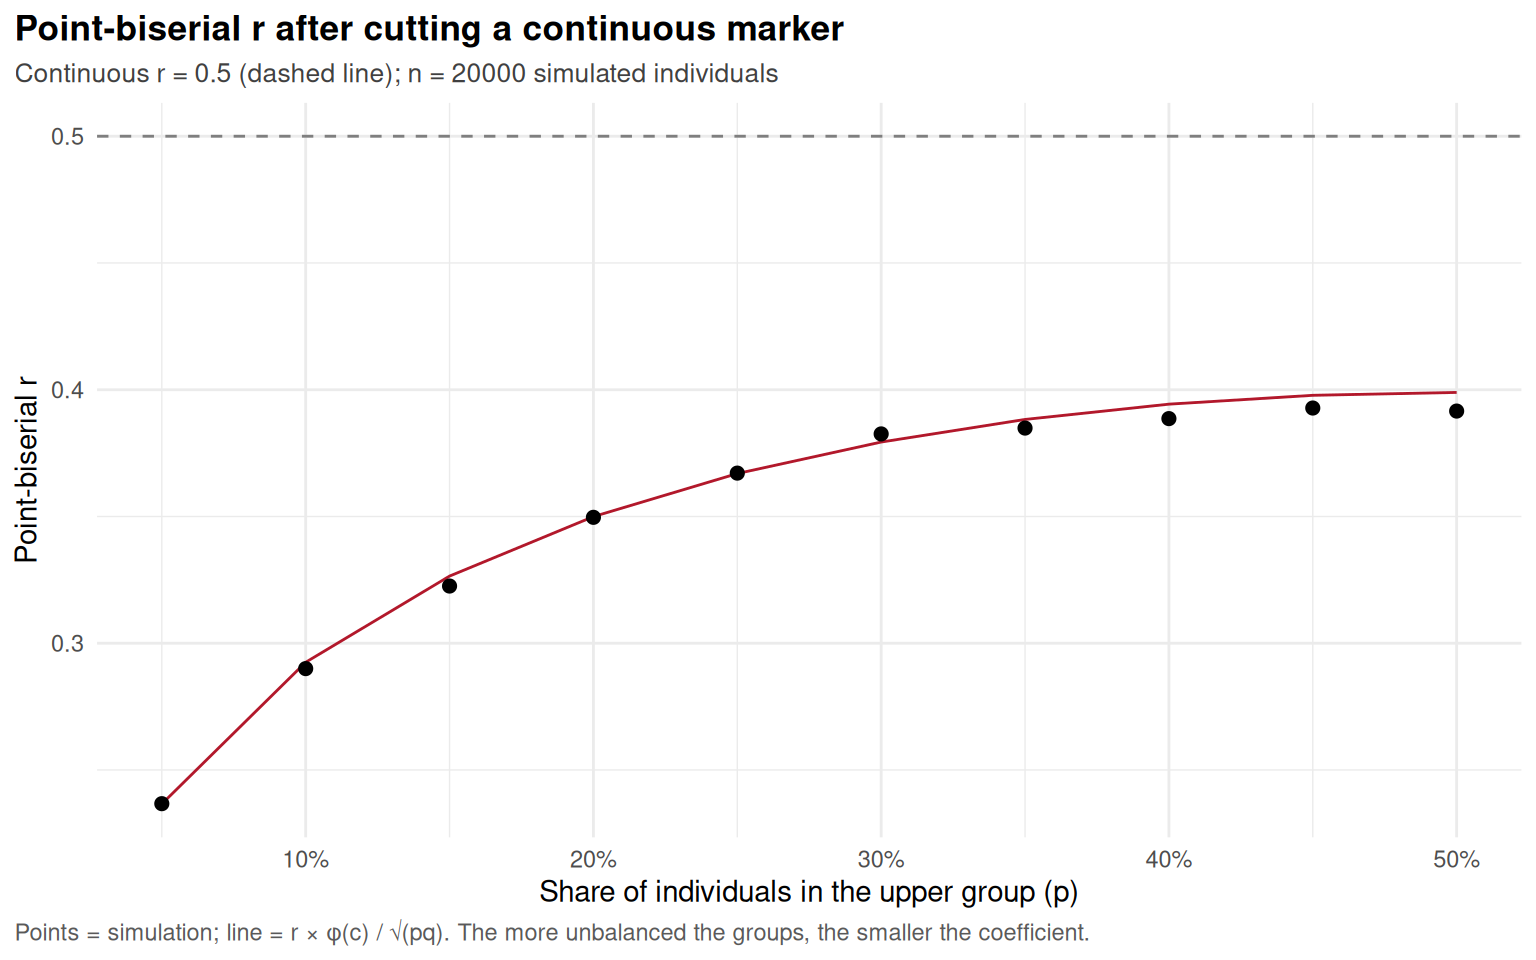 Point-biserial r after cutting a continuous marker
Continuous r = 0.5 (dashed line); n = 20000 simulated individuals
0.5
0.4
0.3
Point-biserial r
10%
20%
30%
40%
50%
Share of individuals in the upper group (p)
Points = simulation; line = r × φ(c) / √(pq). The more unbalanced the groups, the smaller the coefficient.